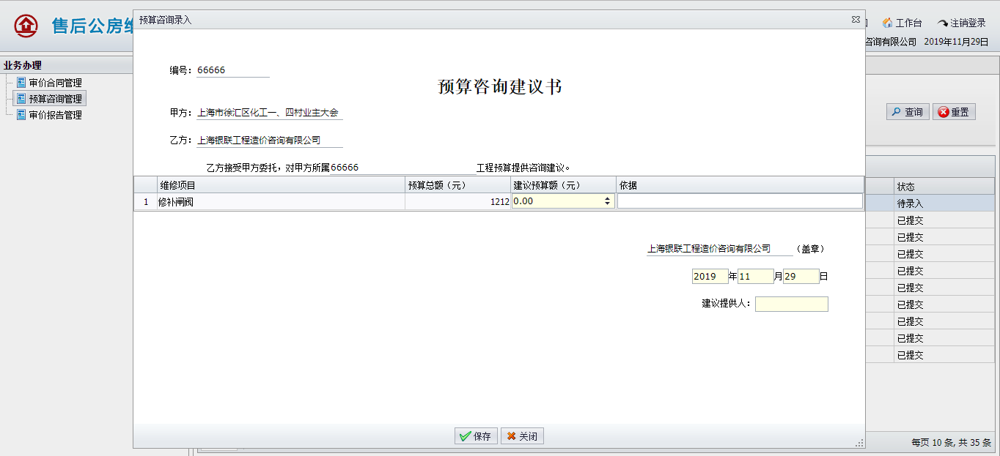 售后公房维
工作台 注销登录
咨询有限公司 2019年11月29日
业务办理
审价合同管理
预算咨询管理
审价报告管理
预算咨询录入
编号：66666
预算咨询建议书
甲方：上海市徐汇区化工一、四村业主大会
乙方：上海银联工程造价咨询有限公司
乙方接受甲方委托，对甲方所属66666 工程预算提供咨询建议。
维修项目 预算总额（元） 建议预算额（元） 依据
1 修补闸阀 1212 0.00
上海银联工程造价咨询有限公司 （盖章）
2019 年 11 月 29 日
建议提供人：
保存 关闭
查询 重置
状态
待录入
已提交
已提交
已提交
已提交
已提交
已提交
已提交
已提交
已提交
每页 10 条, 共 35 条